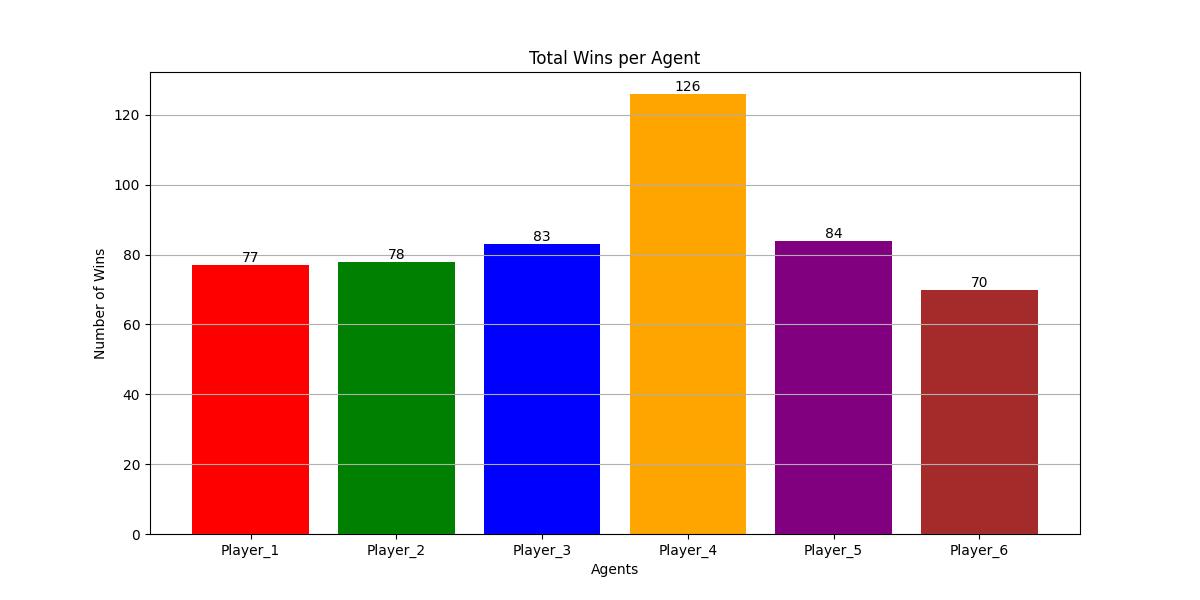 Total Wins per Agent
Number of Wins
120
100
80
60
40
20
0
77
78
83
126
84
70
Player_1
Player_2
Player_3
Player_4
Player_5
Player_6
Agents